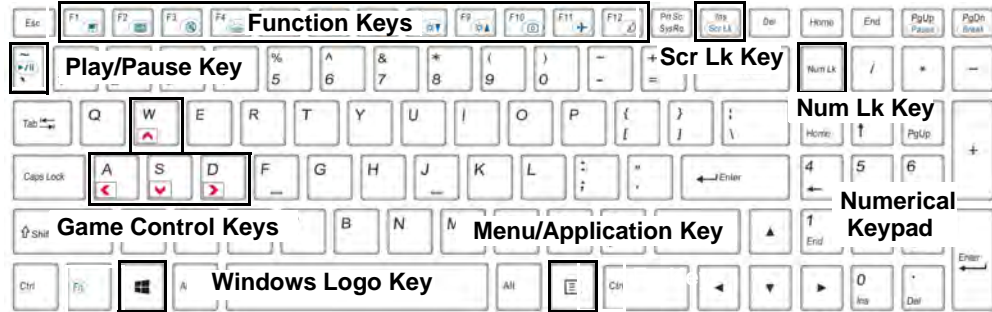 Esc F1 F2 F3 F4 Function Keys F9 F10 F11 F12 Prt Sc SysRq Ins Scr Lk Del Home End PgUp Pause PgDn Break
~ ` Play/Pause Key % 5 ^ 6 & 7 * 8 ( 9 ) 0 – - + = Scr Lk Key Num Lk / * –
Tab Q W E R T Y U I O P { [ } ] ¦ \ Num Lk Key Home PgUp +
Caps Lock A S D F G H J K L : ; " ' Enter 4 5 6
Shift Game Control Keys B N M Menu/Application Key 1 End Numerical Keypad Enter
Ctrl Fn A Windows Logo Key Alt Ctrl 0 Ins . Del